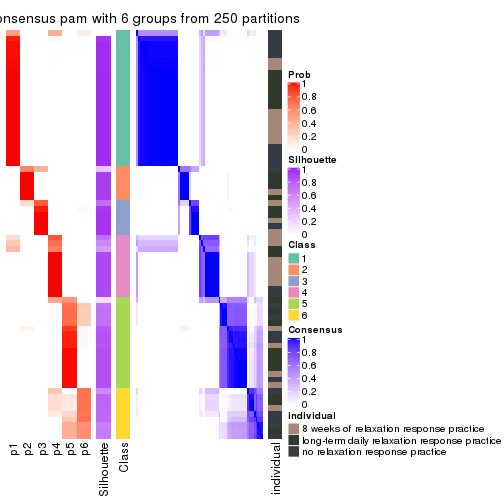 onsensus pam with 6 groups from 250 partitions
Prob
1
0.8
0.6
0.4
0.2
0
Silhouette
1
0.8
0.6
0.4
0.2
0
Class
1
2
3
4
5
6
Consensus
1
0.8
0.6
0.4
0.2
0
individual
8 weeks of relaxation response practice
long-term daily relaxation response practice
no relaxation response practice
p1
p2
p3
p4
p5
p6
Silhouette
Class
individual